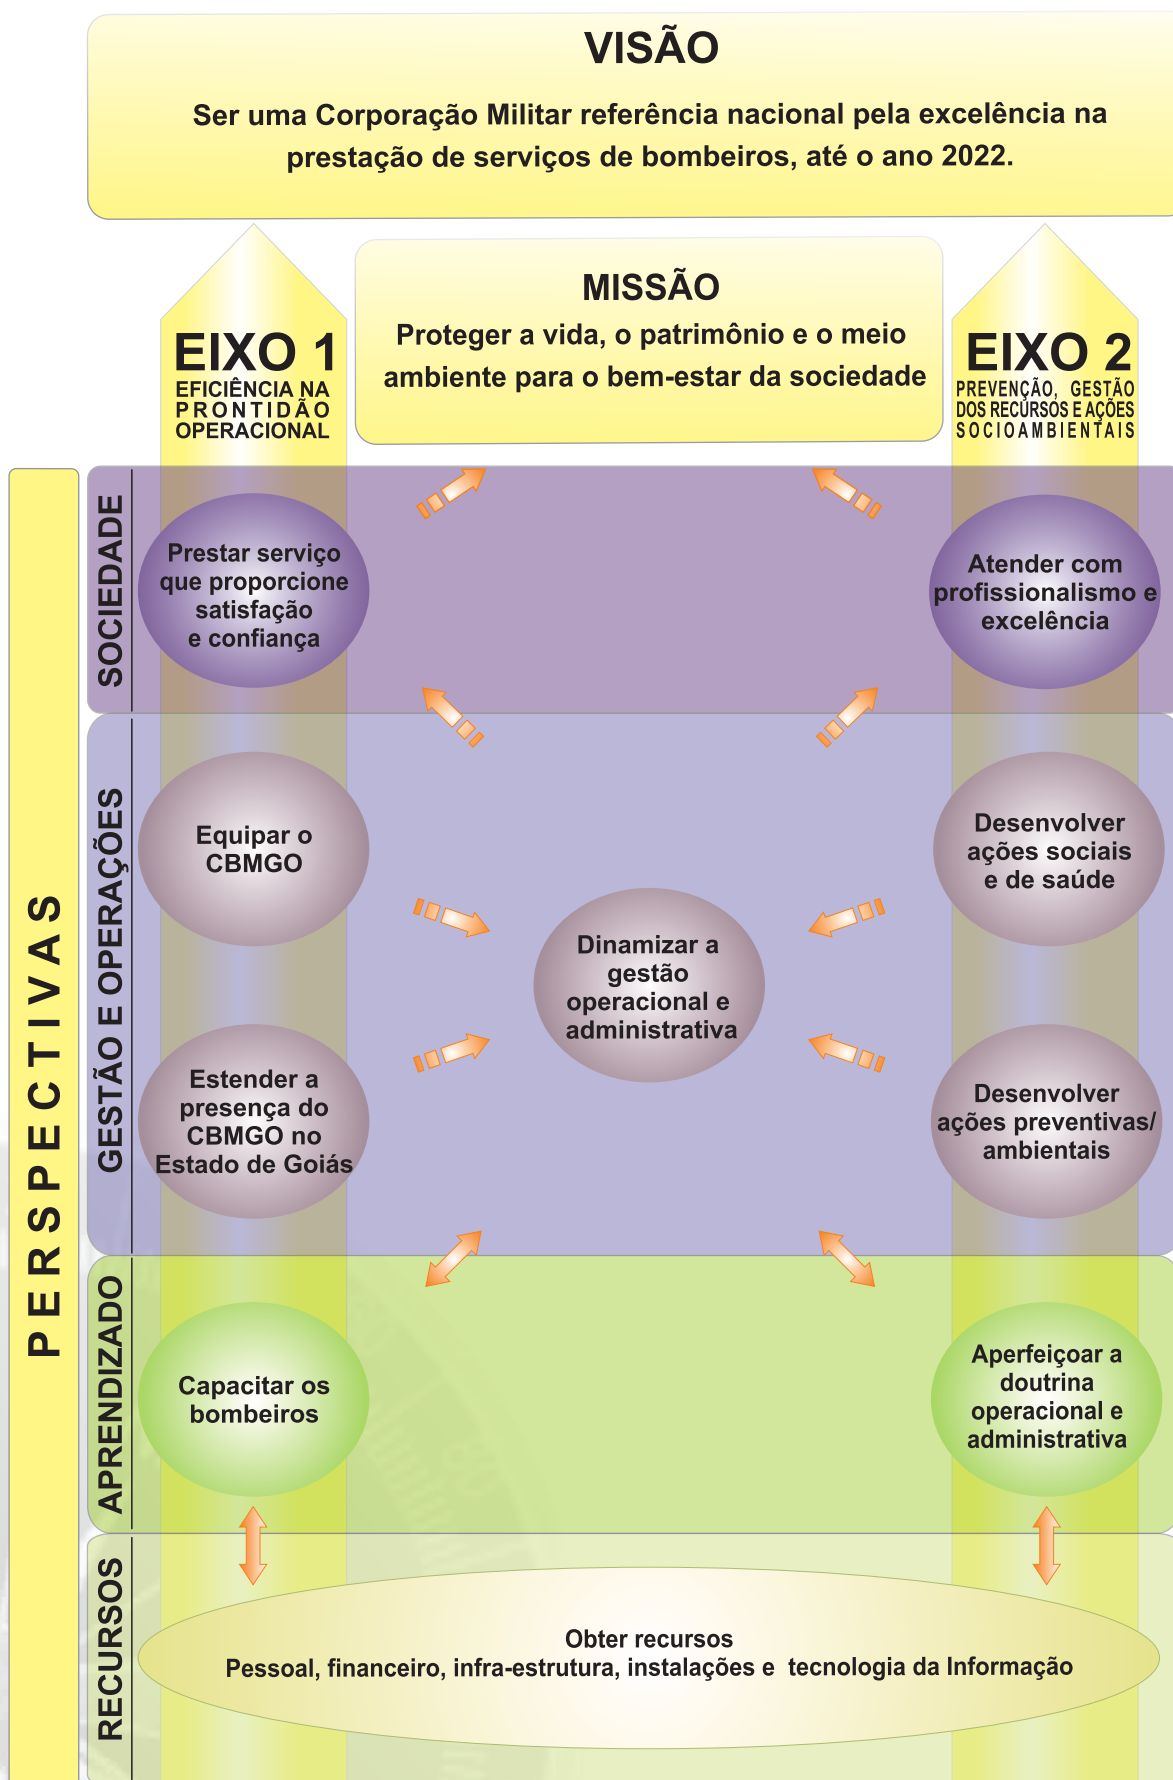 VISÃO
Ser uma Corporação Militar referência nacional pela excelência na
prestação de serviços de bombeiros, até o ano 2022.
MISSÃO
Proteger a vida, o patrimônio e o meio
ambiente para o bem-estar da sociedade
EIXO 1
EFICIÊNCIA NA
PRONTIDÃO
OPERACIONAL
EIXO 2
PREVENÇÃO, GESTÃO
DOS RECURSOS E AÇÕES
SOCIOAMBIENTAIS
PERSPECTIVAS
SOCIEDADE
Prestar serviço
que proporcione
satisfação
e confiança
Atender com
profissionalismo e
excelência
GESTÃO E OPERAÇÕES
Equipar o
CBMGO
Desenvolver
ações sociais
e de saúde
Dinamizar a
gestão
operacional e
administrativa
Estender a
presença do
CBMGO no
Estado de Goiás
Desenvolver
ações preventivas/
ambientais
APRENDIZADO
Capacitar os
bombeiros
Aperfeiçoar a
doutrina
operacional e
administrativa
RECURSOS
Obter recursos
Pessoal, financeiro, infra-estrutura, instalações e tecnologia da Informação